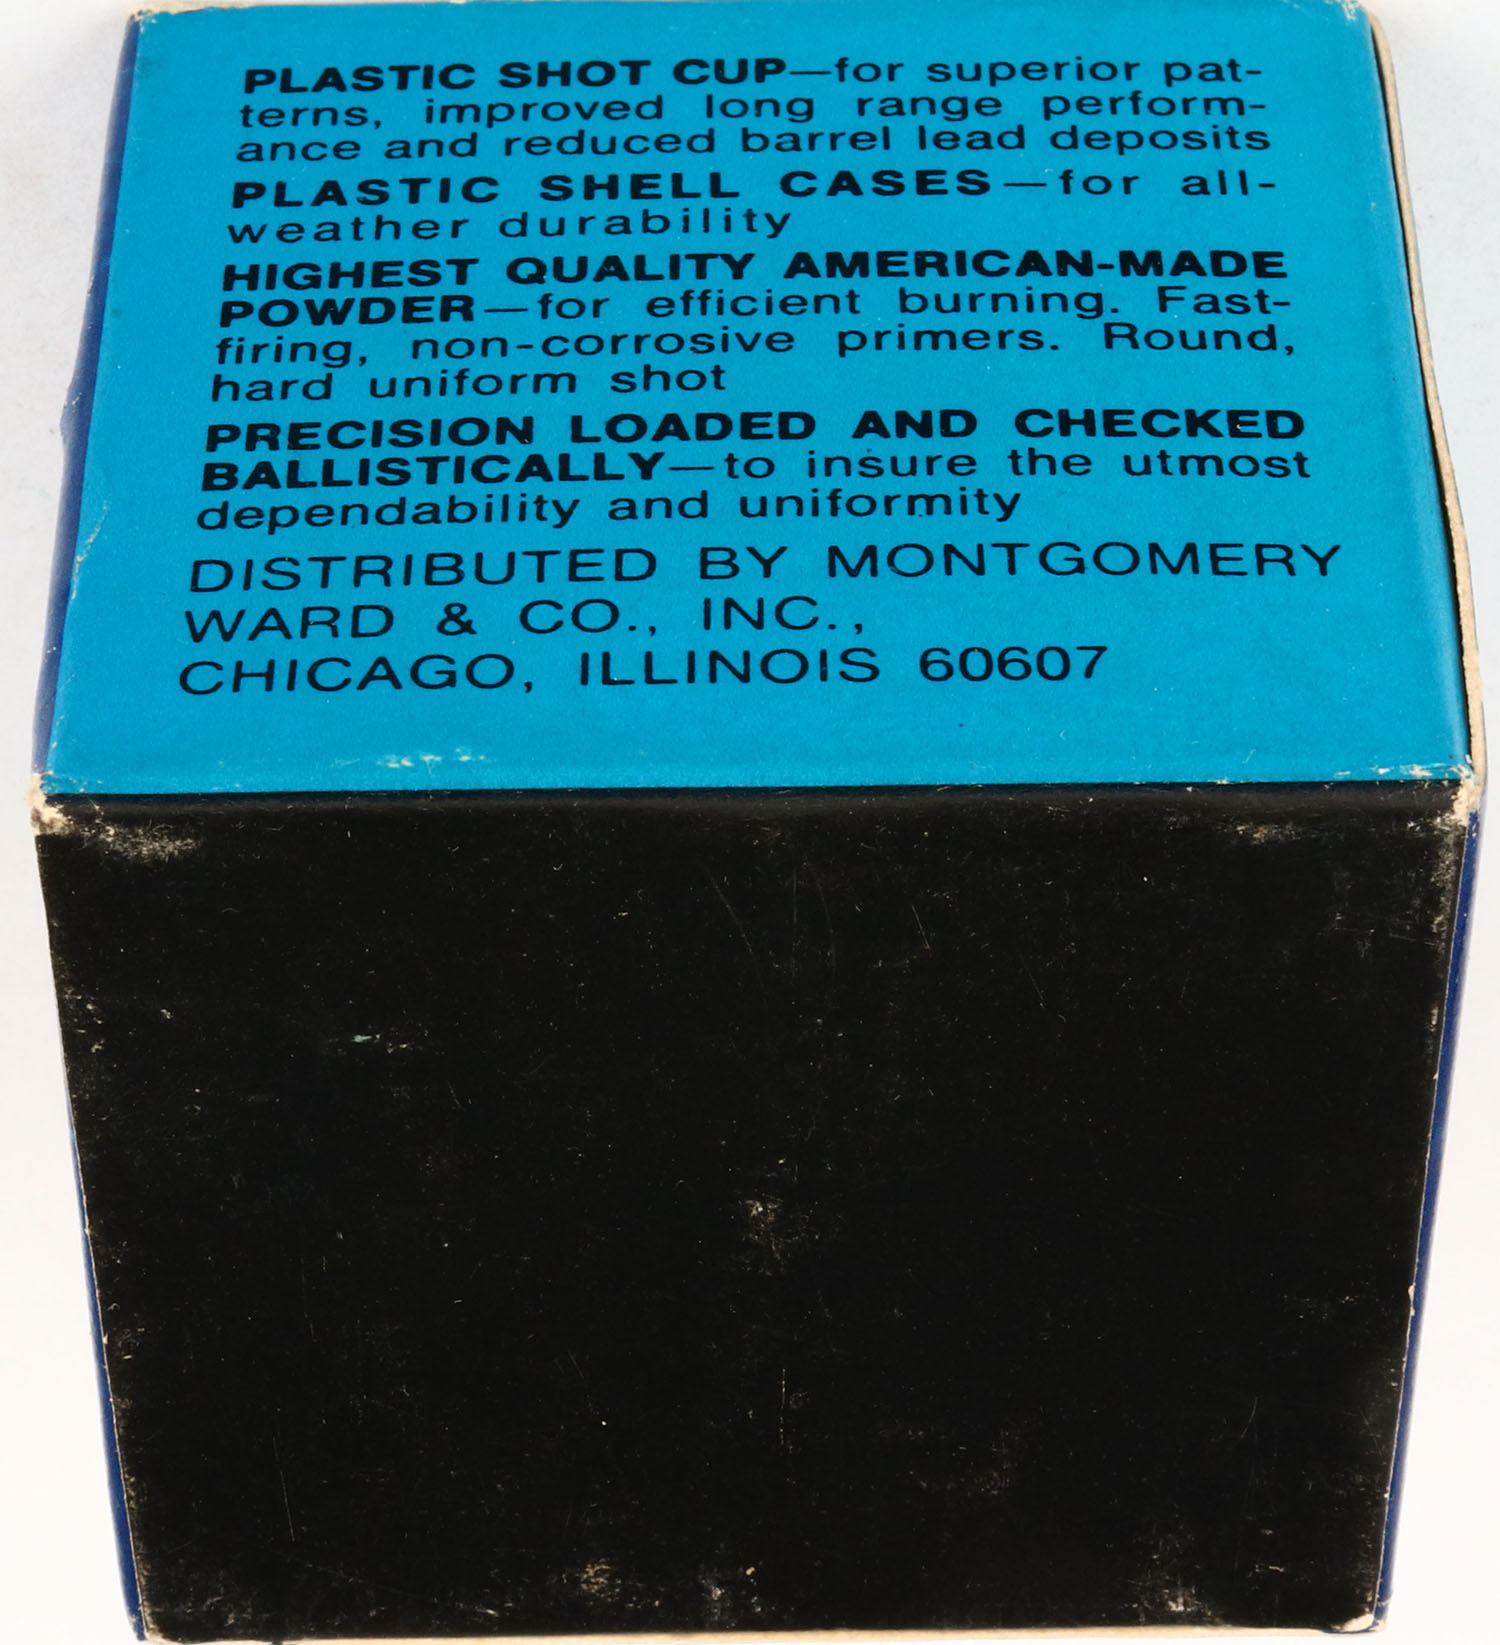 PLASTIC SHOT CUP—for superior pat-
terns, improved long range perform-
ance and reduced barrel lead deposits
PLASTIC SHELL CASES—for all-
weather durability
HIGHEST QUALITY AMERICAN-MADE
POWDER—for efficient burning. Fast-
firing, non-corrosive primers. Round,
hard uniform shot
PRECISION LOADED AND CHECKED
BALLISTICALLY—to insure the utmost
dependability and uniformity
DISTRIBUTED BY MONTGOMERY
WARD & CO., INC.,
CHICAGO, ILLINOIS 60607